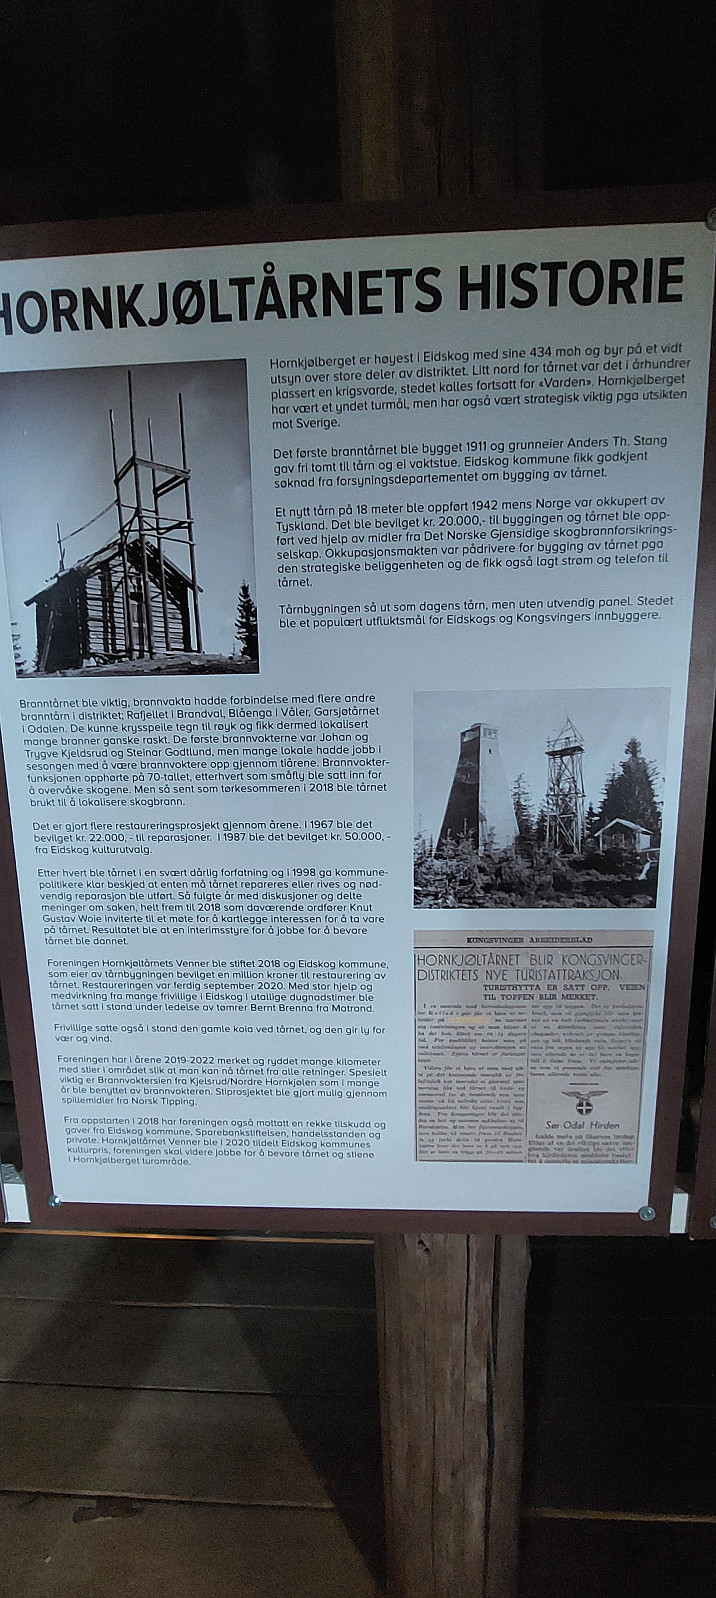 HORNKJØLTÅRNETS HISTORIE
Hornkjølberget er høyest i Eidskog med sine 434 moh og byr på et vidt
utsyn over store deler av distriktet. Litt nord for tårnet var det i århundrer
plassert en krigsvarde, stedet kalles fortsatt for «Varden». Hornkjølberget
har vært et yndet turmål, men har også vært strategisk viktig pga utsikten
mot Sverige.
Det første branntårnet ble bygget 1911 og grunneier Anders Th. Stang
gav fri tomt til tårn og ei vaktstue. Eidskog kommune fikk godkjent
søknad fra forsyningsdepartementet om bygging av tårnet.
Et nytt tårn på 18 meter ble oppført 1942 mens Norge var okkupert av
Tyskland. Det ble bevilget kr. 20.000,- til byggingen og tårnet ble opp-
ført ved hjelp av midler fra Det Norske Gjensidige skogbrannforsikrings-
selskap. Okkupasjonsmakten var pådrivere for bygging av tårnet pga
den strategiske beliggenheten og de fikk også lagt strøm og telefon til
tårnet.
Tårnbygningen så ut som dagens tårn, men uten utvendig panel. Stedet
ble et populært utfluktsmål for Eidskogs og Kongsvingers innbyggere.
Branntårnet ble viktig, brannvakta hadde forbindelse med flere andre
branntårn i distriktet; Rafjellet i Brandval, Blåenga i Våler, Garsjøtårnet
i Odalen. De kunne krysspeile tegn til røyk og fikk dermed lokalisert
mange branner ganske raskt. De første brannvokterne var Johan og
Trygve Kjeldsrud og Steinar Godtlund, men mange lokale hadde jobb i
sesongen med å være brannvoktere opp gjennom tiårene. Brannvokter-
funksjonen opphørte på 70-tallet, etterhvert som småfly ble satt inn for
å overvåke skogene. Men så sent som tørkesommeren i 2018 ble tårnet
brukt til å lokalisere skogbrann.
Det er gjort flere restaureringsprosjekt gjennom årene. I 1967 ble det
bevilget kr. 22.000, - til reparasjoner. I 1987 ble det bevilget kr. 50.000, -
fra Eidskog kulturutvalg.
Etter hvert ble tårnet i en svært dårlig forfatning og i 1998 ga kommune-
politikere klar beskjed at enten må tårnet repareres eller rives og nød-
vendig reparasjon ble utført. Så fulgte år med diskusjoner og delte
meninger om saken, helt frem til 2018 som daværende ordfører Knut
Gustav Woie inviterte til et møte for å kartlegge interessen for å ta vare
på tårnet. Resultatet ble at en interimsstyre for å jobbe for å bevare
tårnet ble dannet.
Foreningen Hornkjøltårnets Venner ble stiftet 2018 og Eidskog kommune,
som eier av tårnbygningen bevilget en million kroner til restaurering av
tårnet. Restaureringen var ferdig september 2020. Med stor hjelp og
medvirkning fra mange frivillige i Eidskog i utallige dugnadstimer ble
tårnet satt i stand under ledelse av tømrer Bernt Brenna fra Matrand.
Frivillige satte også i stand den gamle koia ved tårnet, og den gir ly for
vær og vind.
Foreningen har i årene 2019-2022 merket og ryddet mange kilometer
med stier i området slik at man kan nå tårnet fra alle retninger. Spesielt
viktig er Brannvoktersien fra Kjelsrud/Nordre Hornkjølen som i mange
år ble benyttet av brannvokteren. Stiprosjektet ble gjort mulig gjennom
spillemidler fra Norsk Tipping.
Fra oppstarten i 2018 har foreningen også mottatt en rekke tilskudd og
gaver fra Eidskog kommune, Sparebankstiftelsen, handelsstanden og
private. Hornkjøltårnet Venner ble i 2020 tildelt Eidskog kommunes
kulturpris, foreningen skal videre jobbe for å bevare tårnet og stiene
i Hornkjølberget turområde.
KONGSVINGER ARBEIDERBLAD
HORNKJØLTÅRNET BLIR KONGSVINGER-
DISTRIKTETS NYE TURISTATTRAKSJON.
TURISTHYTTA ER SATT OPP. VEIEN
TIL TOPPEN BLIR MERKET.
Sør-Odal Hirden